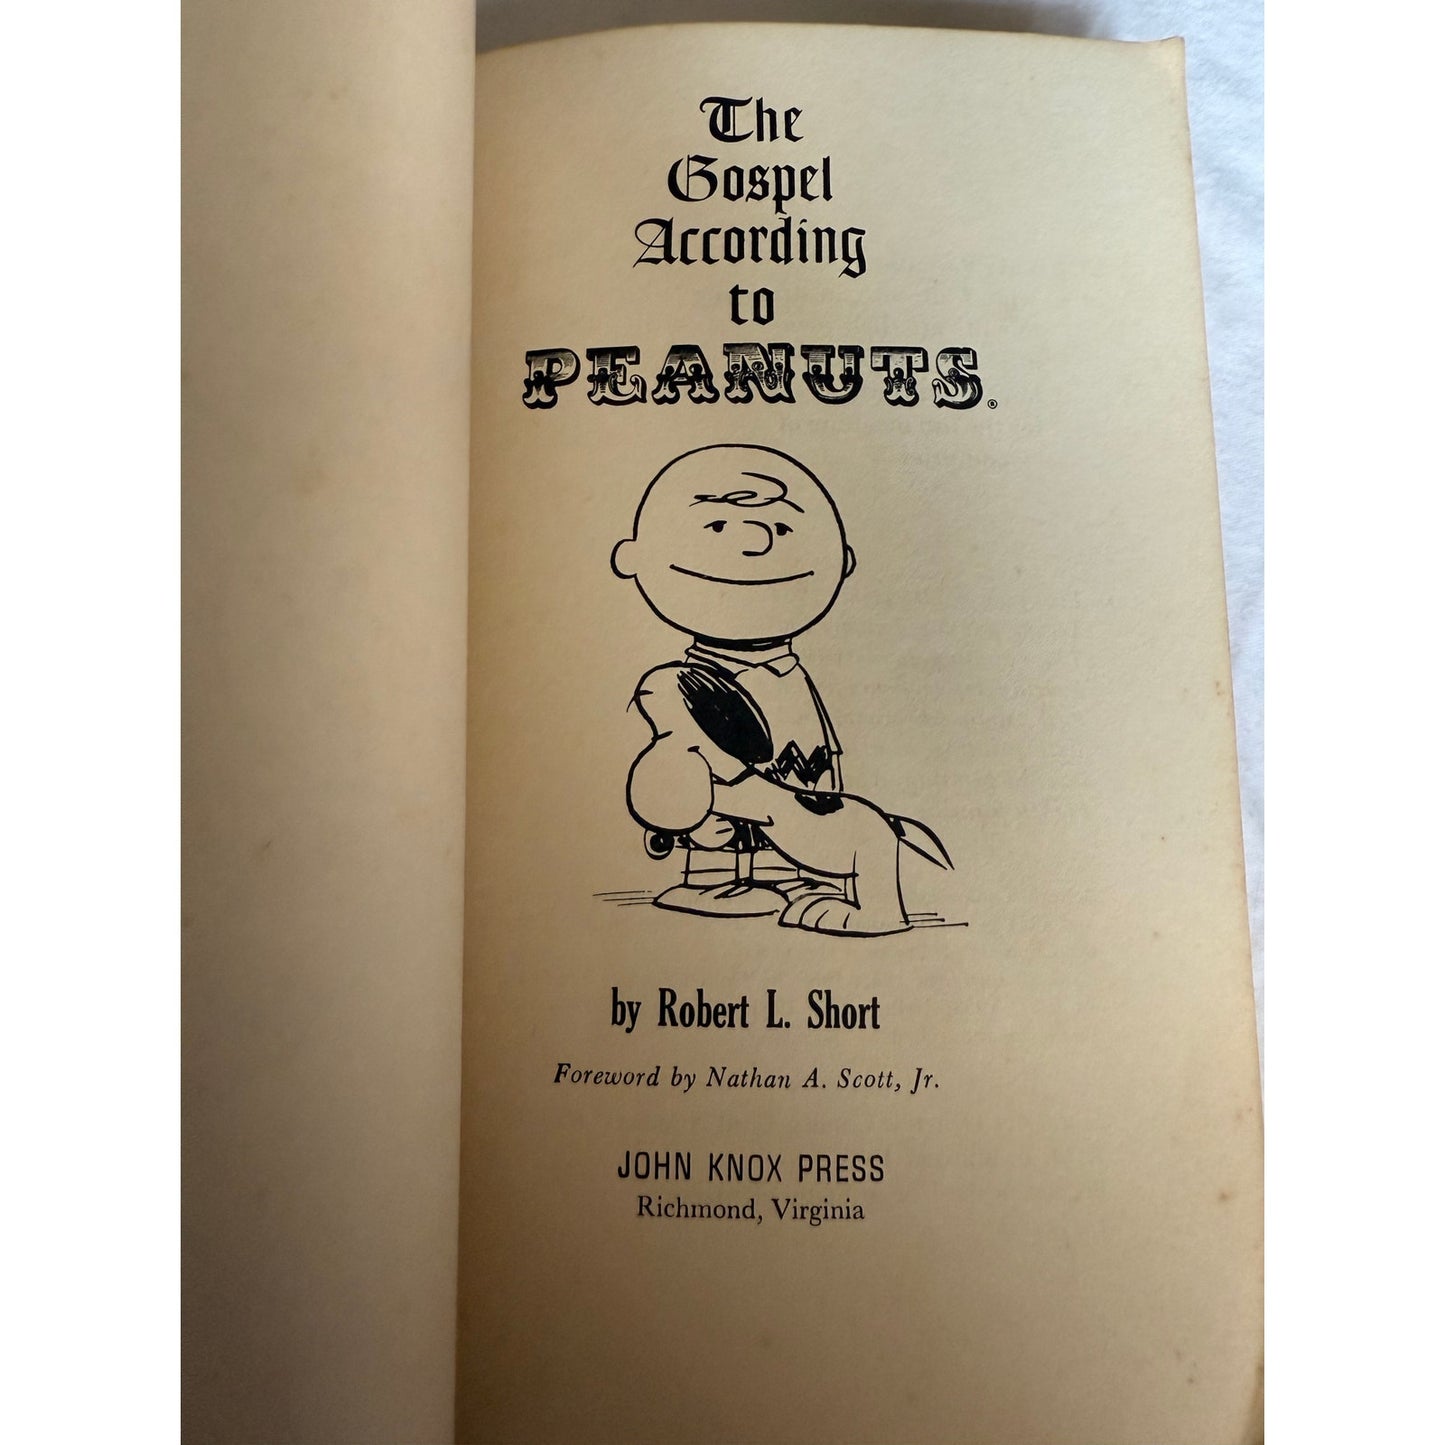 The
Gospel
According
to
PEANUTS®
by Robert L. Short
Foreword by Nathan A. Scott, Jr.
JOHN KNOX PRESS
Richmond, Virginia